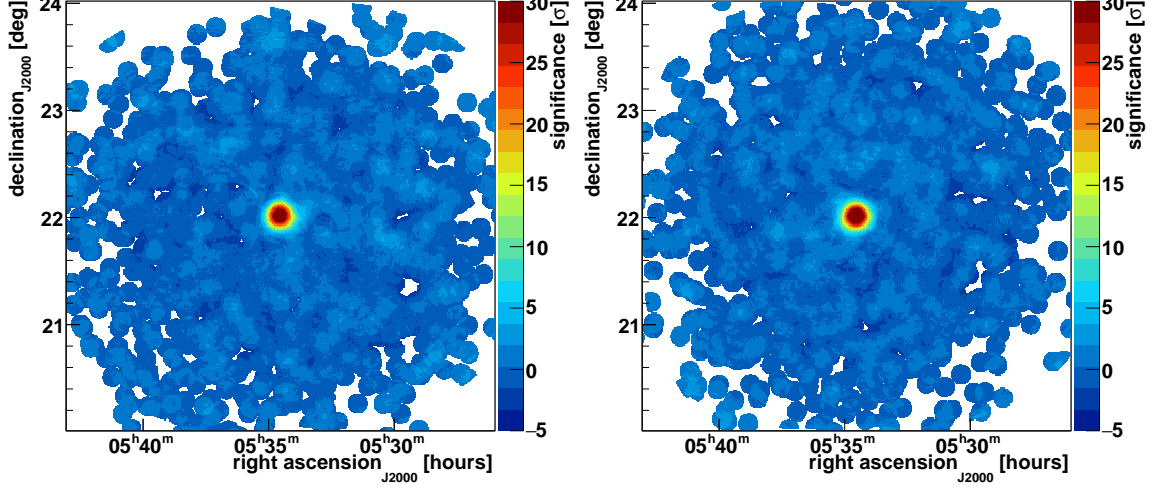 declination_J2000 [deg]
24
23
22
21
05ʰ40ᵐ
05ʰ35ᵐ
05ʰ30ᵐ
right ascension_J2000 [hours]
significance [σ]
30
25
20
15
10
5
0
−5
declination_J2000 [deg]
24
23
22
21
05ʰ40ᵐ
05ʰ35ᵐ
05ʰ30ᵐ
right ascension_J2000 [hours]
significance [σ]
30
25
20
15
10
5
0
−5